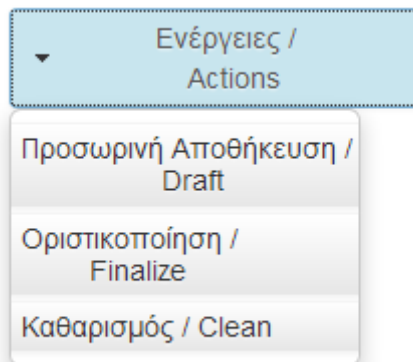 Ενέργειες /
Actions
Προσωρινή Αποθήκευση /
Draft
Οριστικοποίηση /
Finalize
Καθαρισμός / Clean